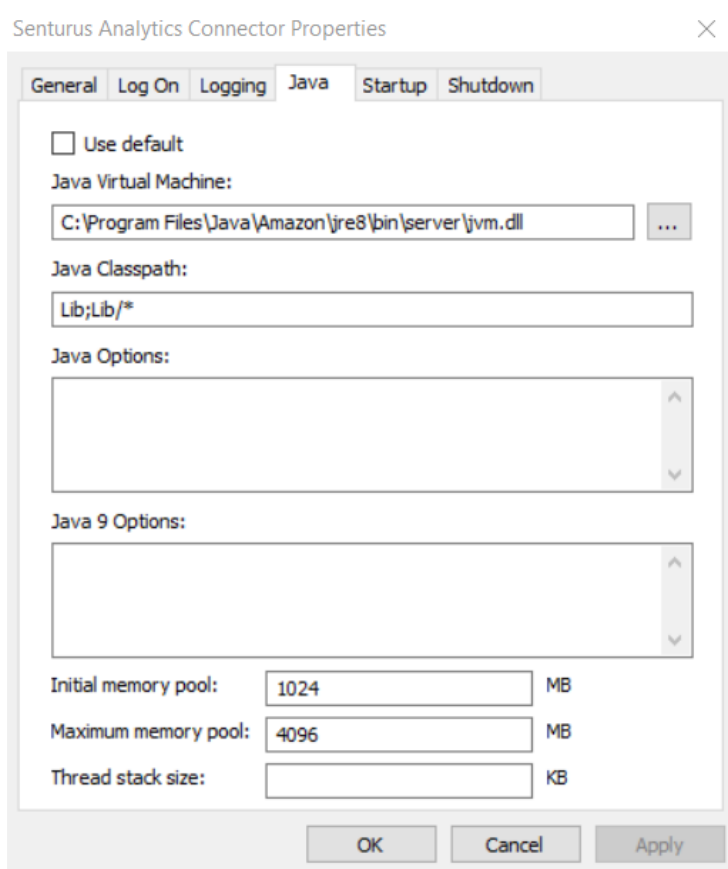 Senturus Analytics Connector Properties
General Log On Logging Java Startup Shutdown
Use default
Java Virtual Machine:
C:\Program Files\Java\Amazon\jre8\bin\server\jvm.dll ...
Java Classpath:
Lib;Lib/*
Java Options:
Java 9 Options:
Initial memory pool: 1024 MB
Maximum memory pool: 4096 MB
Thread stack size: KB
OK Cancel Apply